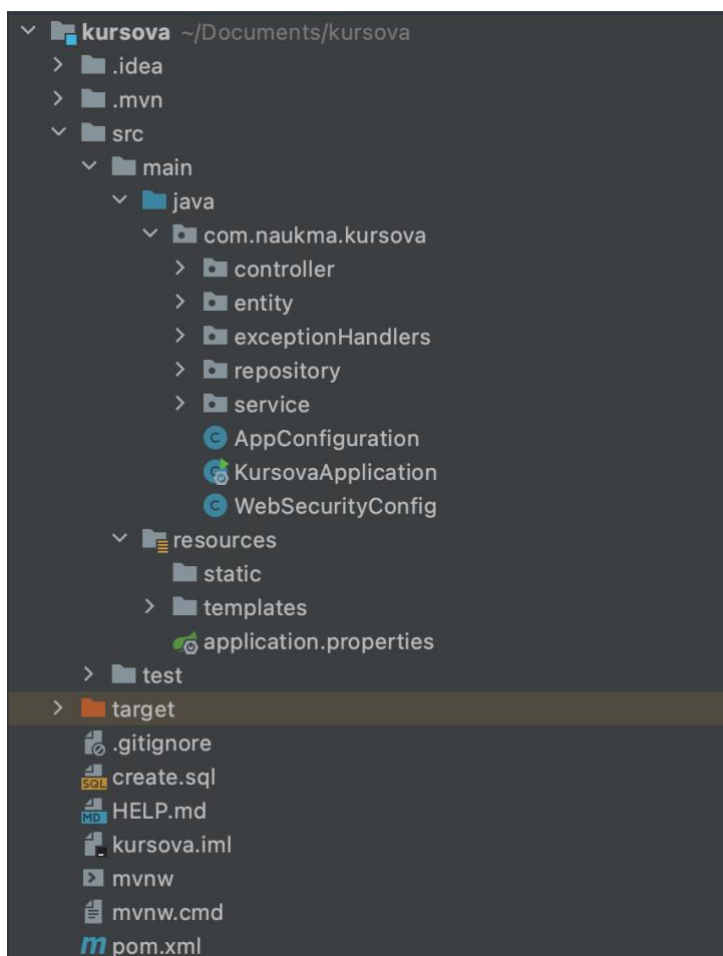 kursova ~/Documents/kursova
.idea
.mvn
src
main
java
com.naukma.kursova
controller
entity
exceptionHandlers
repository
service
AppConfiguration
KursovaApplication
WebSecurityConfig
resources
static
templates
application.properties
test
target
.gitignore
create.sql
HELP.md
kursova.iml
mvnw
mvnw.cmd
pom.xml